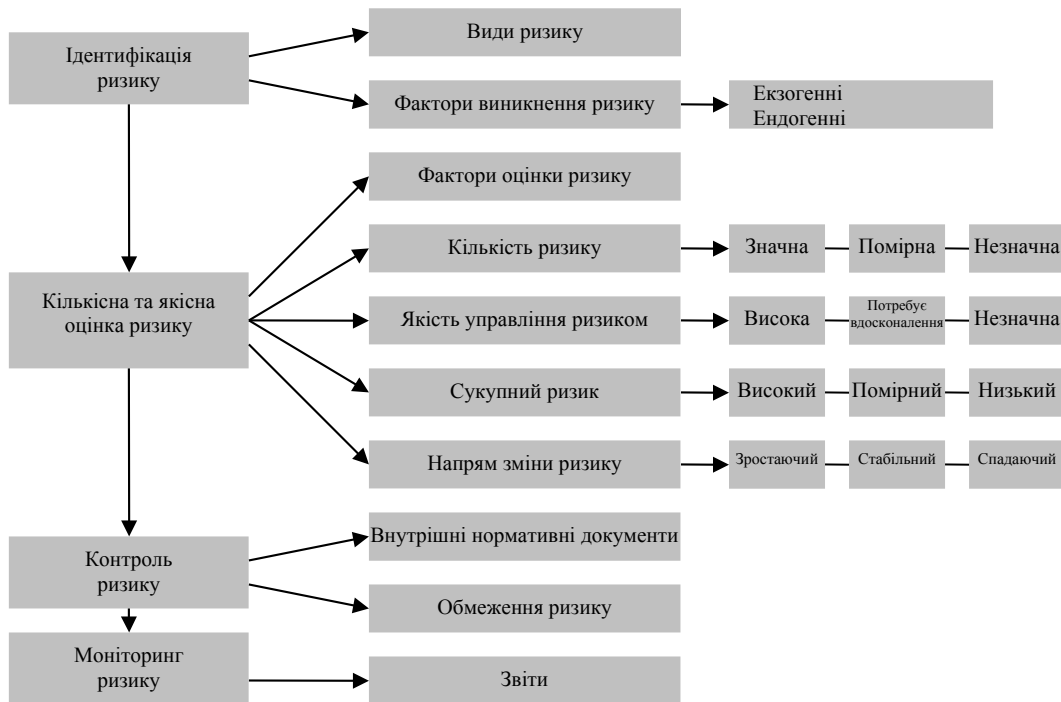 Ідентифікація
ризику
Види ризику
Фактори виникнення ризику
Екзогенні
Ендогенні
Кількісна та якісна
оцінка ризику
Фактори оцінки ризику
Кількість ризику
Значна
Помірна
Незначна
Якість управління ризиком
Висока
Потребує
вдосконалення
Незначна
Сукупний ризик
Високий
Помірний
Низький
Напрям зміни ризику
Зростаючий
Стабільний
Спадаючий
Контроль
ризику
Внутрішні нормативні документи
Обмеження ризику
Моніторинг
ризику
Звіти